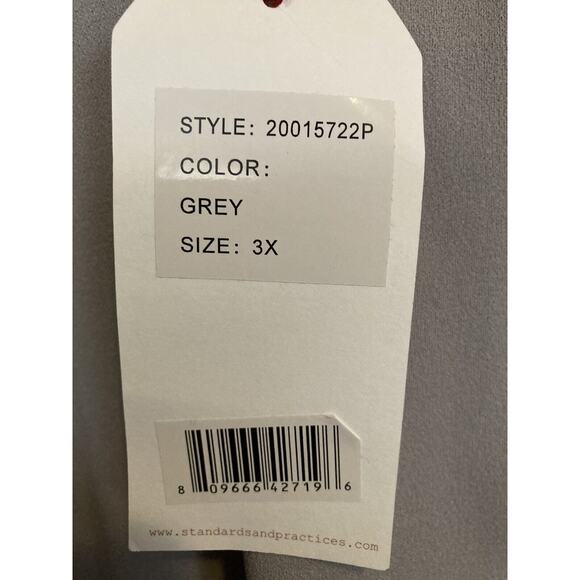 STYLE: 20015722P
COLOR:
GREY
SIZE: 3X
8 09666 42719 6
www.standardsandpractices.com